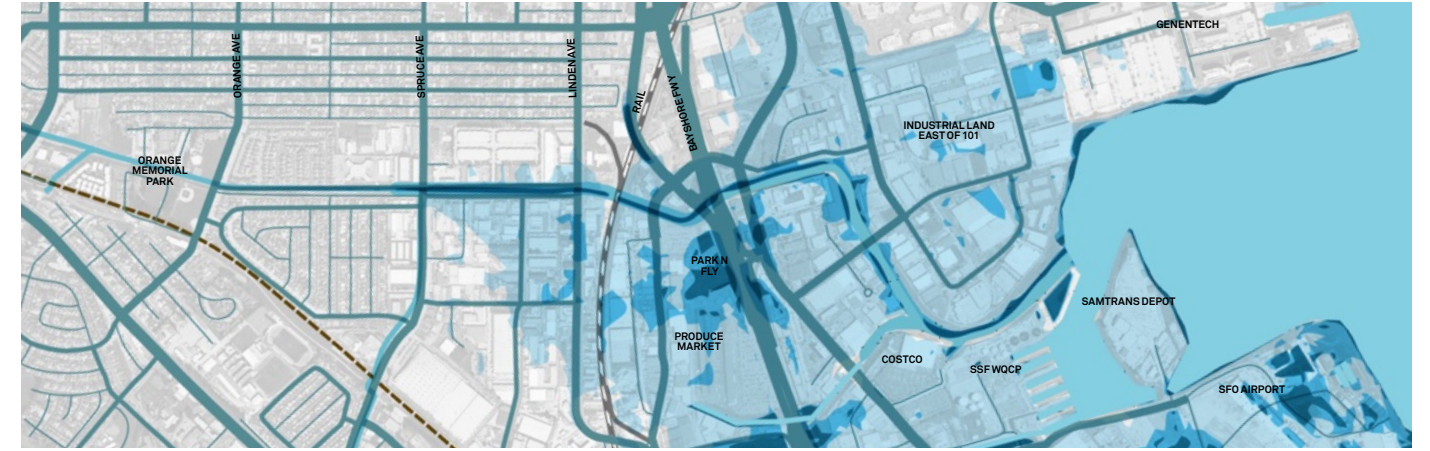 GENENTECH
ORANGE AVE
SPRUCE AVE
LINDEN AVE
RAIL
BAYSHORE FWY
INDUSTRIAL LAND
EAST OF 101
ORANGE
MEMORIAL
PARK
PARK N
FLY
SAMTRANS DEPOT
PRODUCE
MARKET
COSTCO
SSF WQCP
SFO AIRPORT